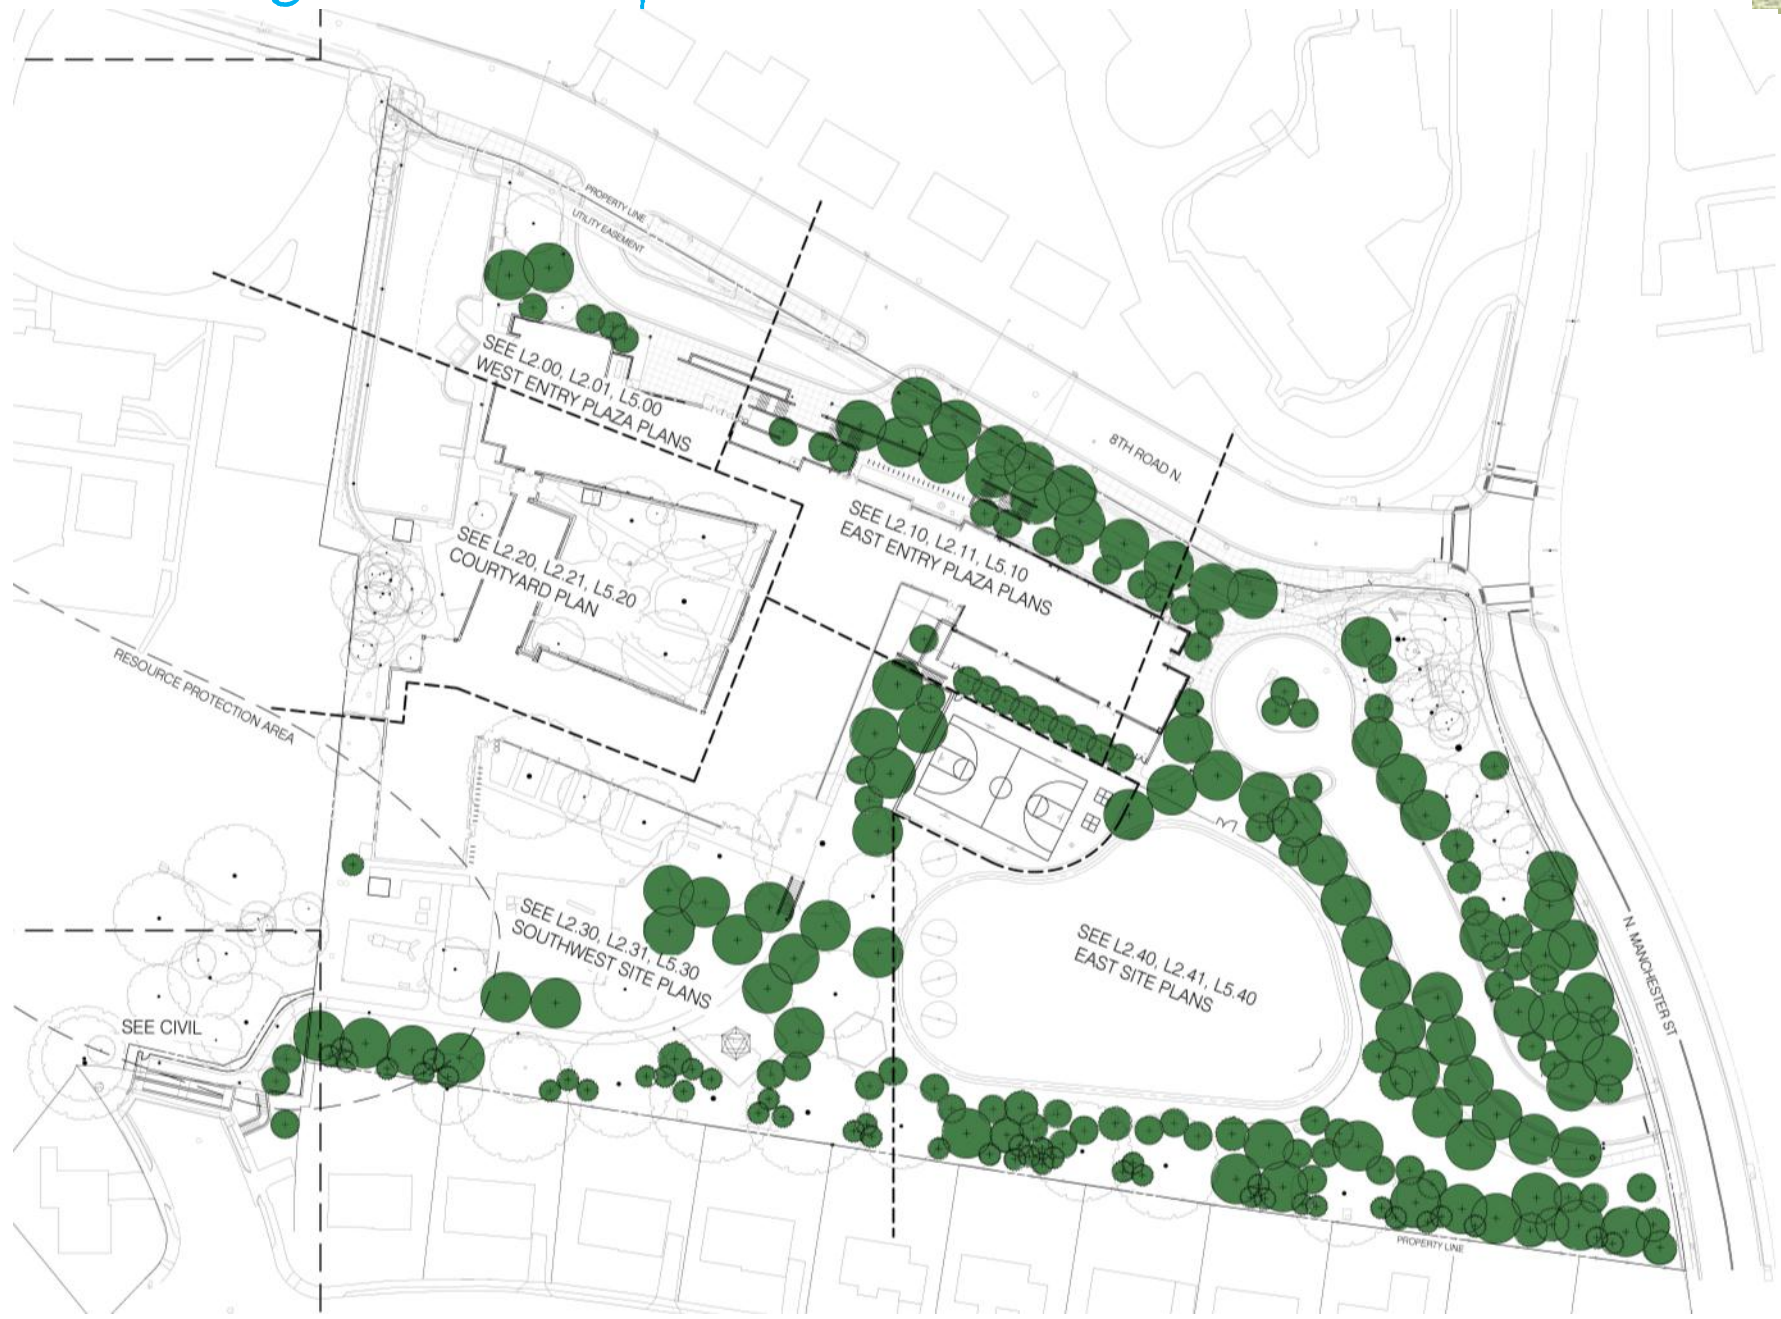 PROPERTY LINE
UTILITY EASEMENT
SEE L2.00, L2.01, L5.00
WEST ENTRY PLAZA PLANS
8TH ROAD N.
SEE L2.10, L2.11, L5.10
EAST ENTRY PLAZA PLANS
SEE L2.20, L2.21, L5.20
COURTYARD PLAN
RESOURCE PROTECTION AREA
SEE L2.30, L2.31, L5.30
SOUTHWEST SITE PLANS
SEE L2.40, L2.41, L5.40
EAST SITE PLANS
N. MANCHESTER ST
SEE CIVIL
PROPERTY LINE